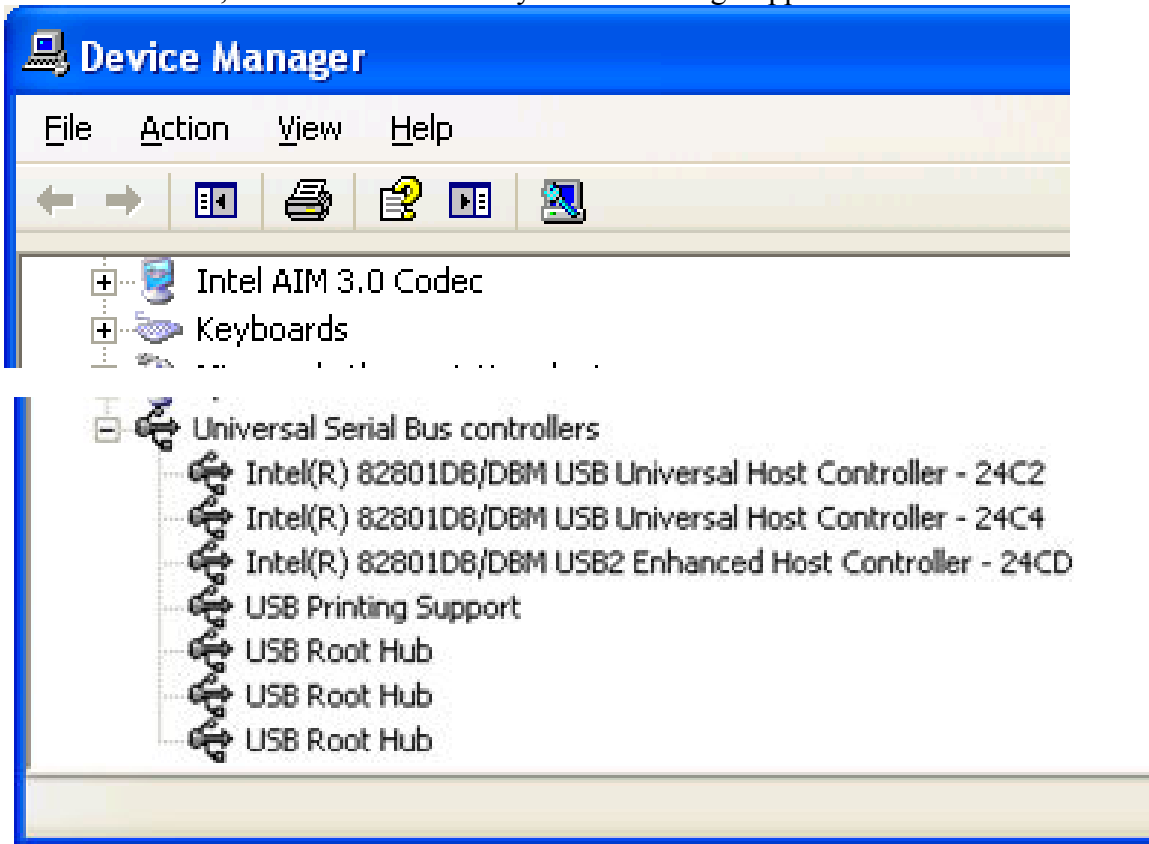 Device Manager
File Action View Help
Intel AIM 3.0 Codec
Keyboards
Universal Serial Bus controllers
Intel(R) 82801DB/DBM USB Universal Host Controller - 24C2
Intel(R) 82801DB/DBM USB Universal Host Controller - 24C4
Intel(R) 82801DB/DBM USB2 Enhanced Host Controller - 24CD
USB Printing Support
USB Root Hub
USB Root Hub
USB Root Hub